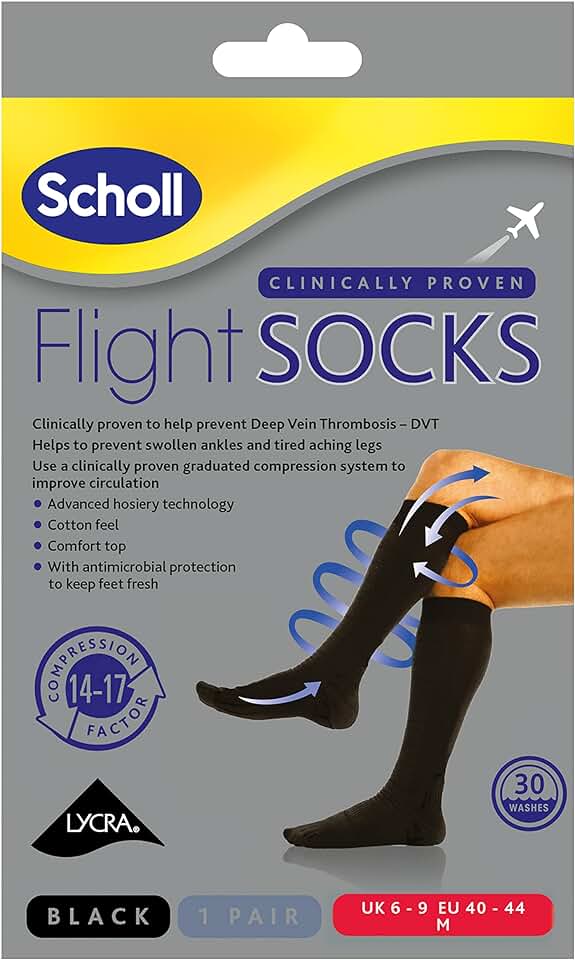 Scholl
CLINICALLY PROVEN
Flight SOCKS
Clinically proven to help prevent Deep Vein Thrombosis – DVT
Helps to prevent swollen ankles and tired aching legs
Use a clinically proven graduated compression system to
improve circulation
• Advanced hosiery technology
• Cotton feel
• Comfort top
• With antimicrobial protection
to keep feet fresh
COMPRESSION
14-17
FACTOR
LYCRA®
30
WASHES
BLACK
1 PAIR
UK 6 - 9 EU 40 - 44
M